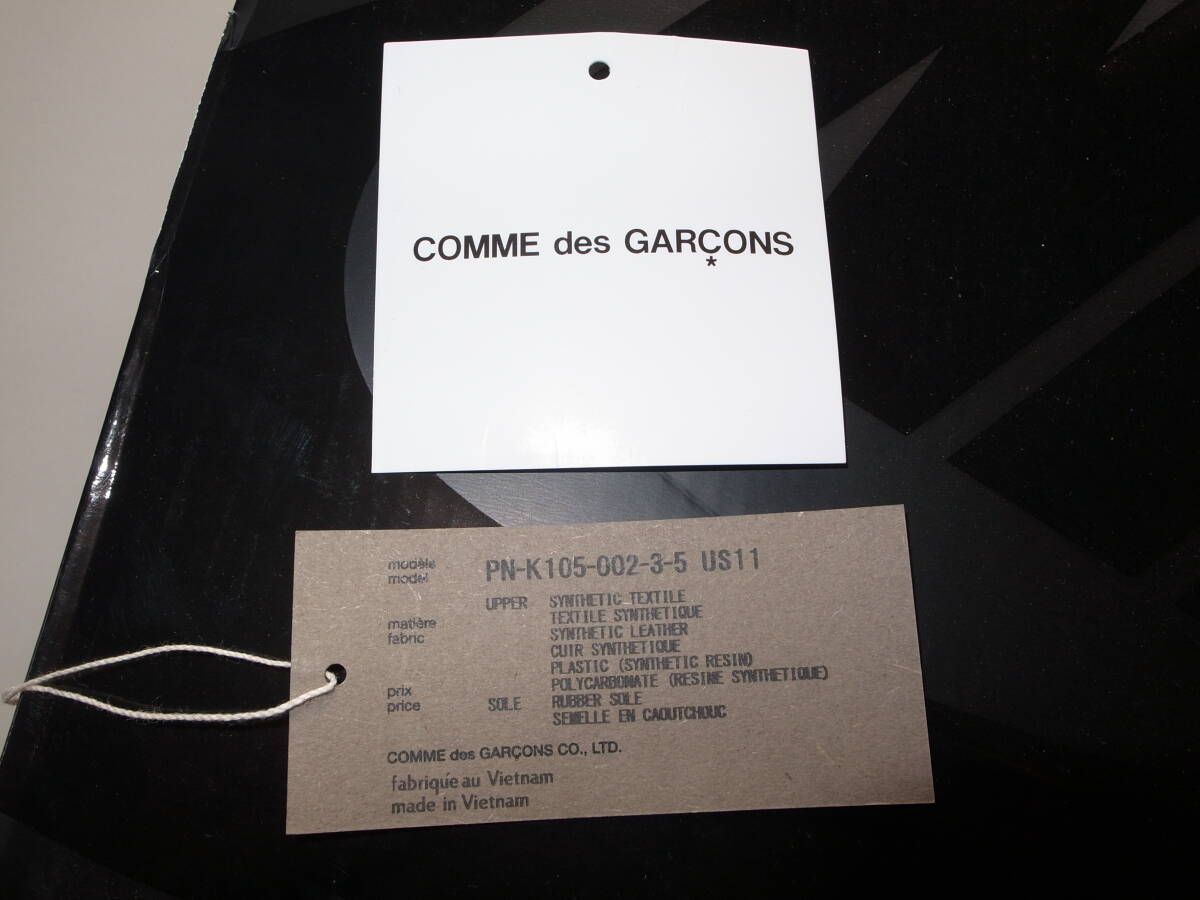 COMME des GARÇONS
*
modèle
model
PN-K105-002-3-5 US11
matière
fabric
UPPER SYNTHETIC TEXTILE
TEXTILE SYNTHETIQUE
SYNTHETIC LEATHER
CUIR SYNTHETIQUE
PLASTIC (SYNTHETIC RESIN)
POLYCARBONATE (RESINE SYNTHETIQUE)
prix
price
SOLE RUBBER SOLE
SEMELLE EN CAOUTCHOUC
COMME des GARÇONS CO., LTD.
fabriqué au Vietnam
made in Vietnam